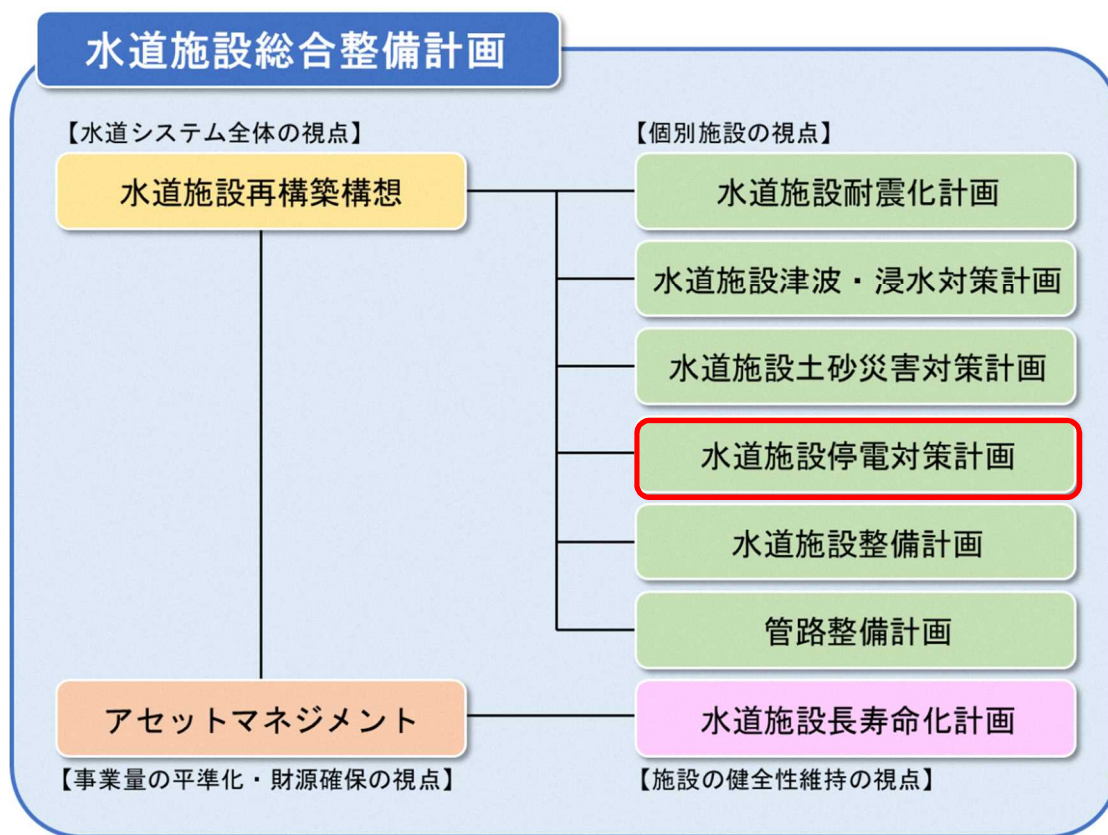 水道施設総合整備計画
【水道システム全体の視点】
水道施設再構築構想
【個別施設の視点】
水道施設耐震化計画
水道施設津波・浸水対策計画
水道施設土砂災害対策計画
水道施設停電対策計画
水道施設整備計画
管路整備計画
アセットマネジメント
【事業量の平準化・財源確保の視点】
水道施設長寿命化計画
【施設の健全性維持の視点】